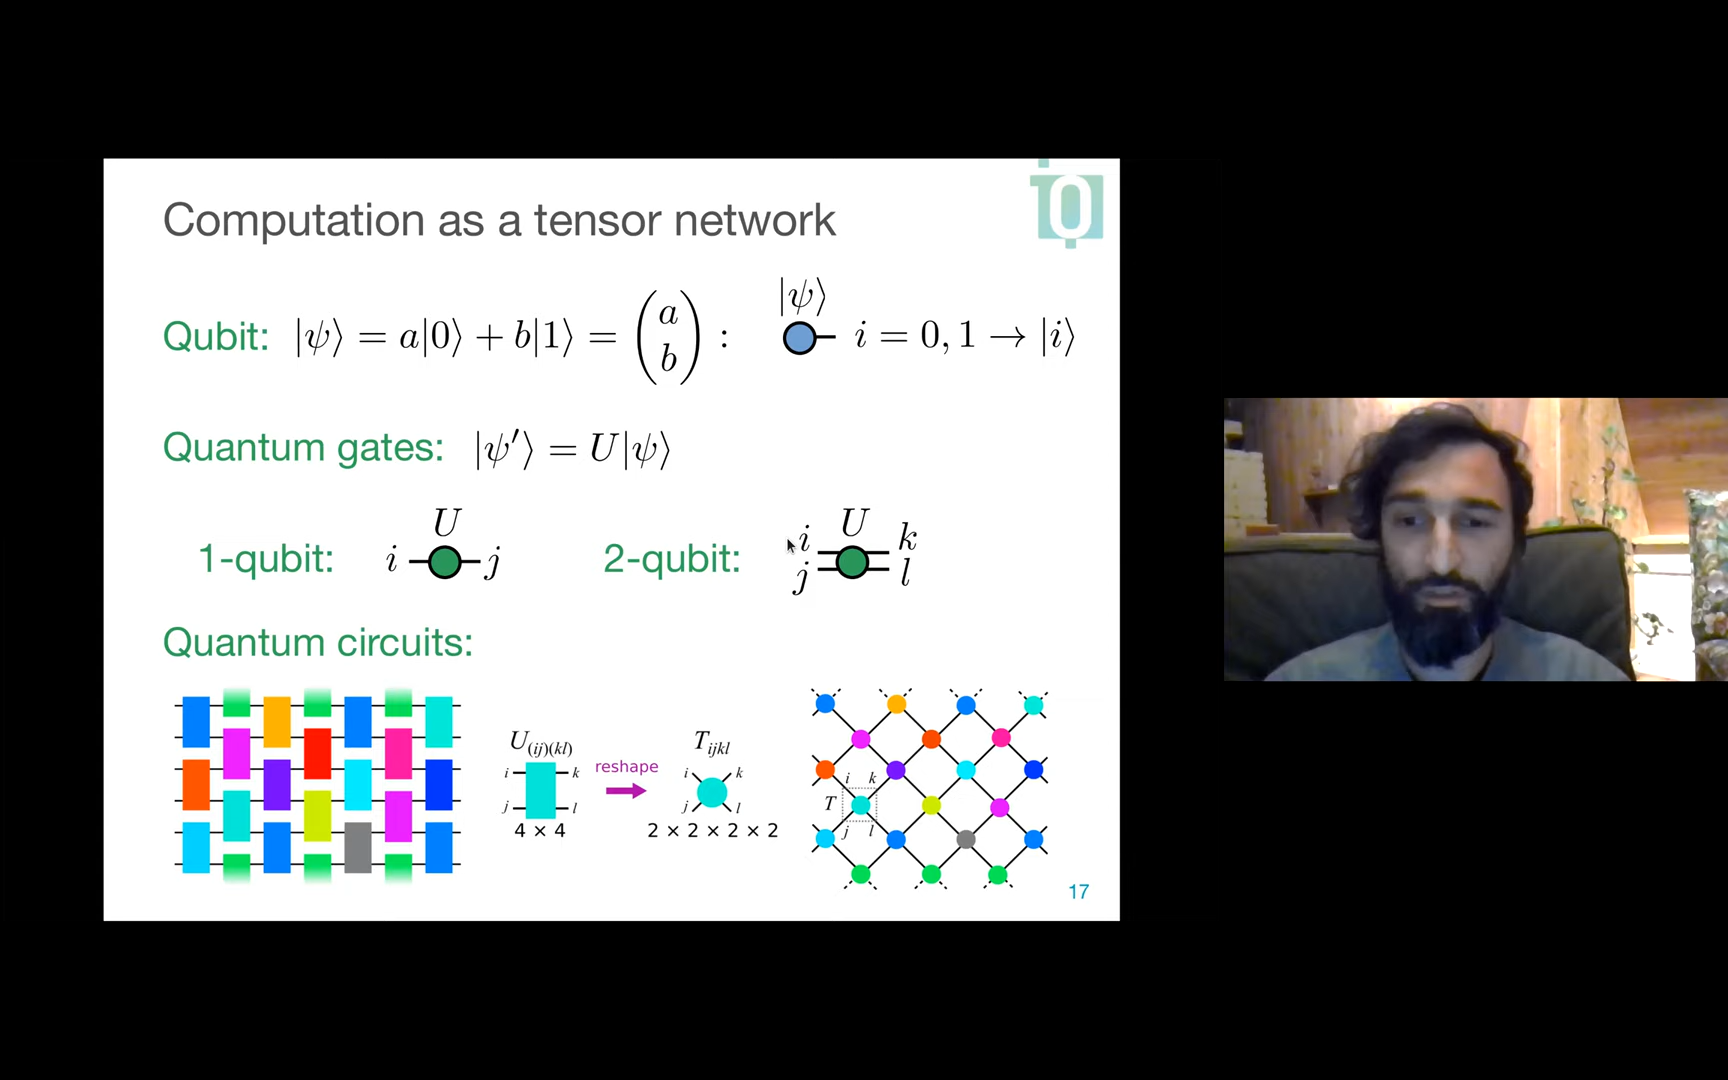 Computation as a tensor network
iQ
Qubit: |ψ⟩ = a|0⟩ + b|1⟩ = (a b) : |ψ⟩ i = 0, 1 → |i⟩
Quantum gates: |ψ′⟩ = U|ψ⟩
1-qubit: i U j
2-qubit: i j U k l
Quantum circuits:
U(ij)(kl)
i k
j l
4 × 4
reshape
Tijkl
i k
j l
2 × 2 × 2 × 2
i k
T
j l
17